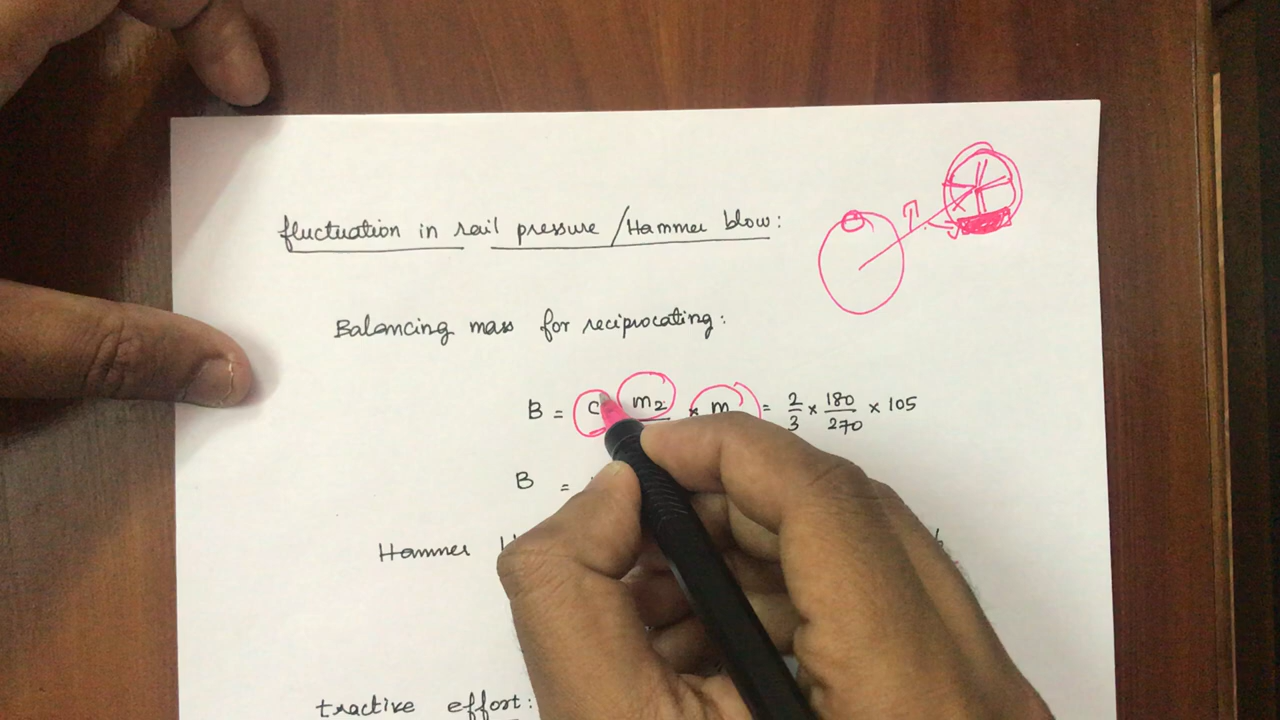 fluctuation in rail pressure / Hammer blow:
Balancing mass for reciprocating:
B = c m2 × m = 2/3 × 180/270 × 105
B =
Hammer
tractive effort: